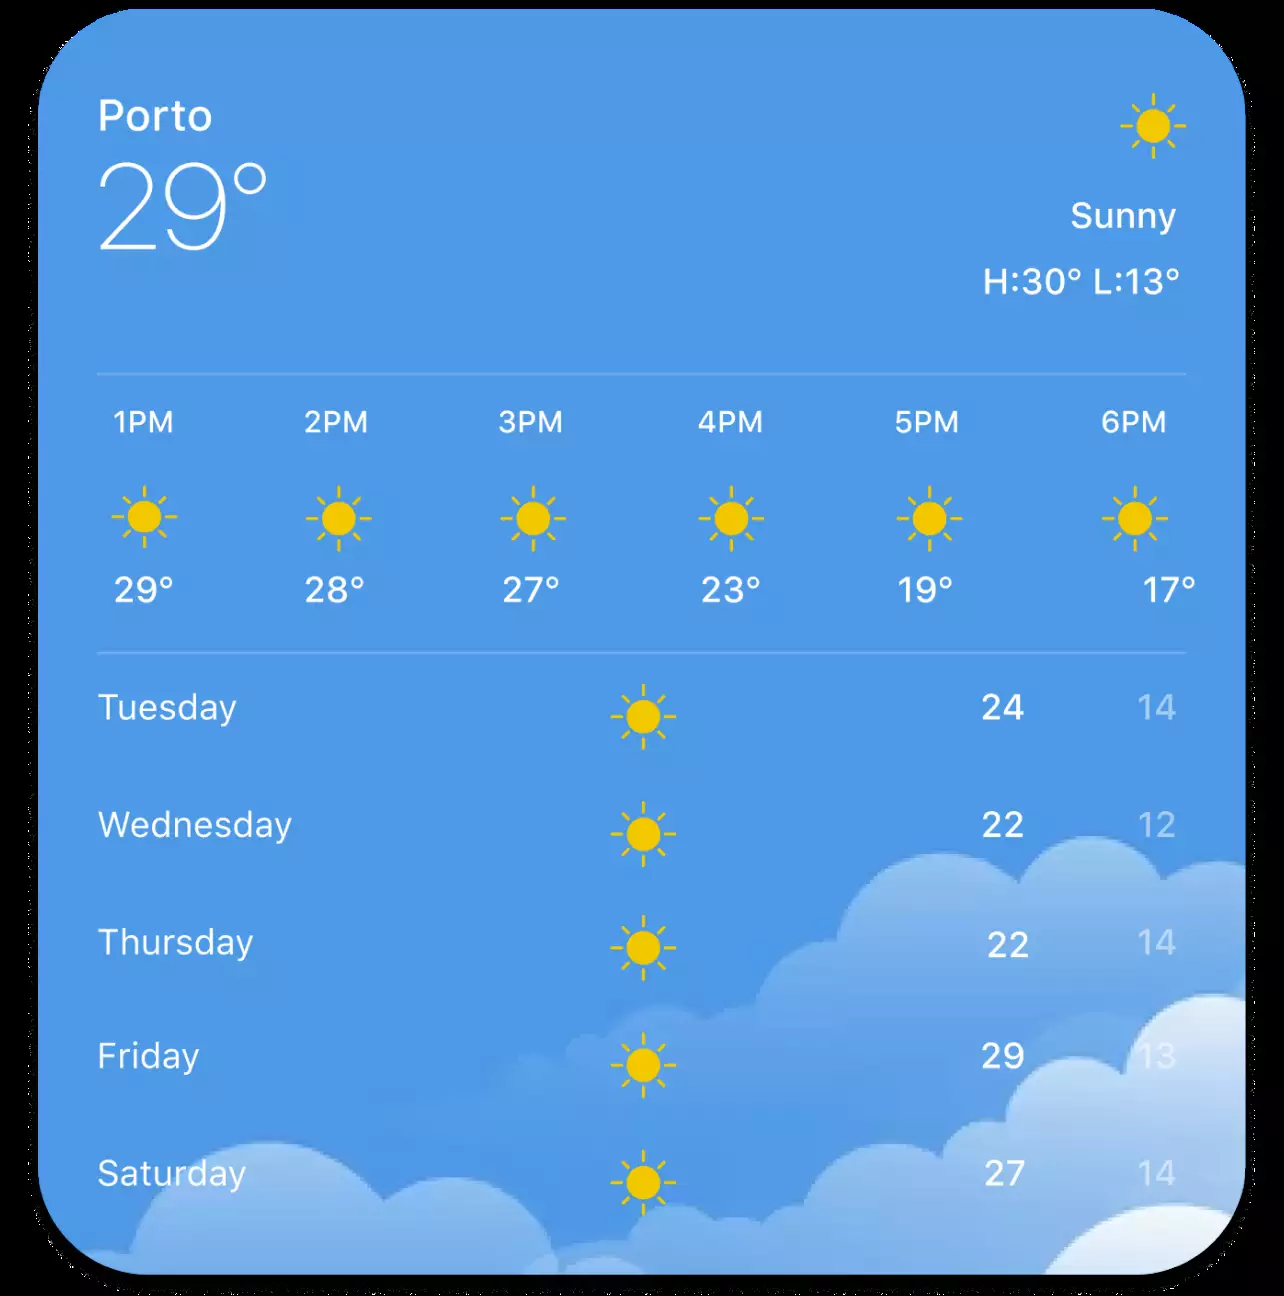 Porto
29°
Sunny
H:30° L:13°
1PM 2PM 3PM 4PM 5PM 6PM
29° 28° 27° 23° 19° 17°
Tuesday 24 14
Wednesday 22 12
Thursday 22 14
Friday 29 13
Saturday 27 14